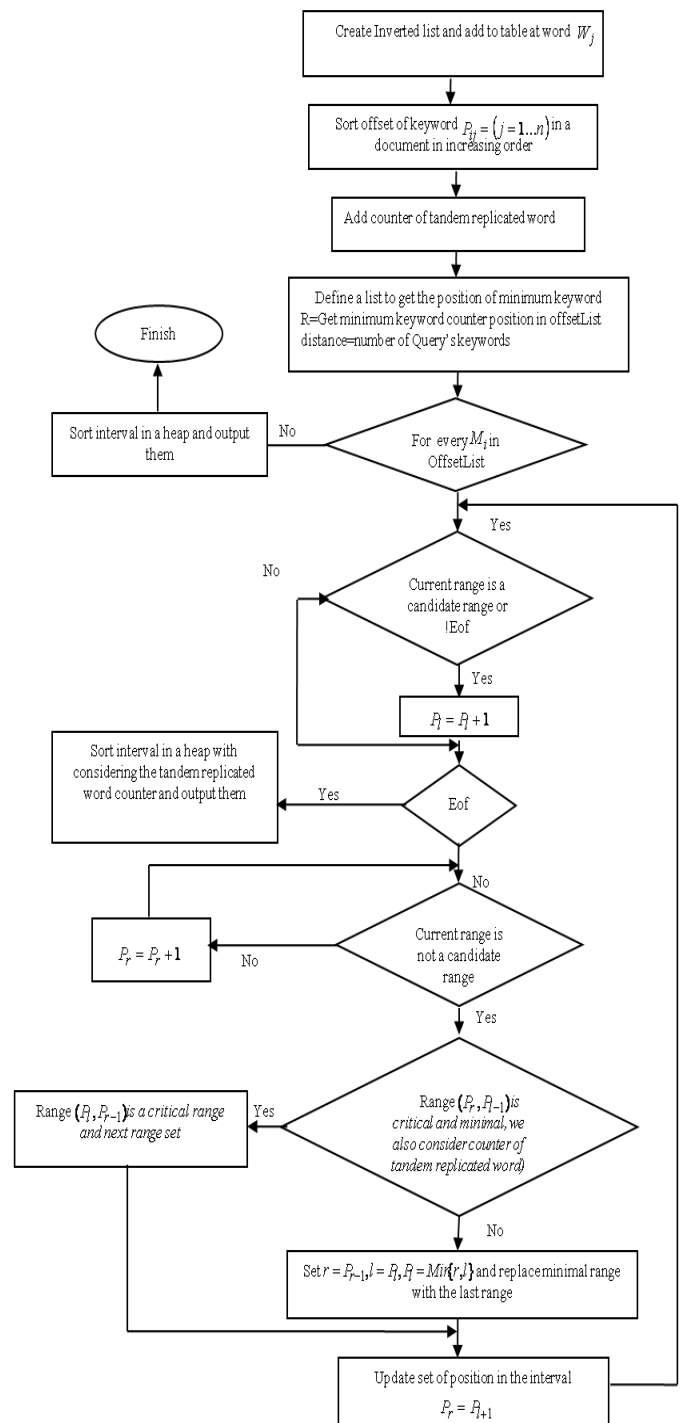 Create Inverted list and add to table at word W_j
Sort offset of keyword P_ij = (j = 1...n) in a
document in increasing order
Add counter of tandem replicated word
Define a list to get the position of minimum keyword
R=Get minimum keyword counter position in offsetList
distance=number of Query's keywords
Finish
Sort interval in a heap and output
them
No
For every M_i in
OffsetList
Yes
No
Current range is a
candidate range or
!Eof
Yes
P_l = P_l + 1
Sort interval in a heap with
considering the tandem replicated
word counter and output them
Yes
Eof
No
P_r = P_r + 1
No
Current range is
not a candidate
range
Yes
Range (P_l, P_r-1) is a critical range
and next range set
Yes
Range (P_r, P_l-1) is
critical and minimal, we
also consider counter of
tandem replicated word)
No
Set r = P_r-1, l = P_l, P_l = Min{r,l} and replace minimal range
with the last range
Update set of position in the interval
P_r = P_l+1